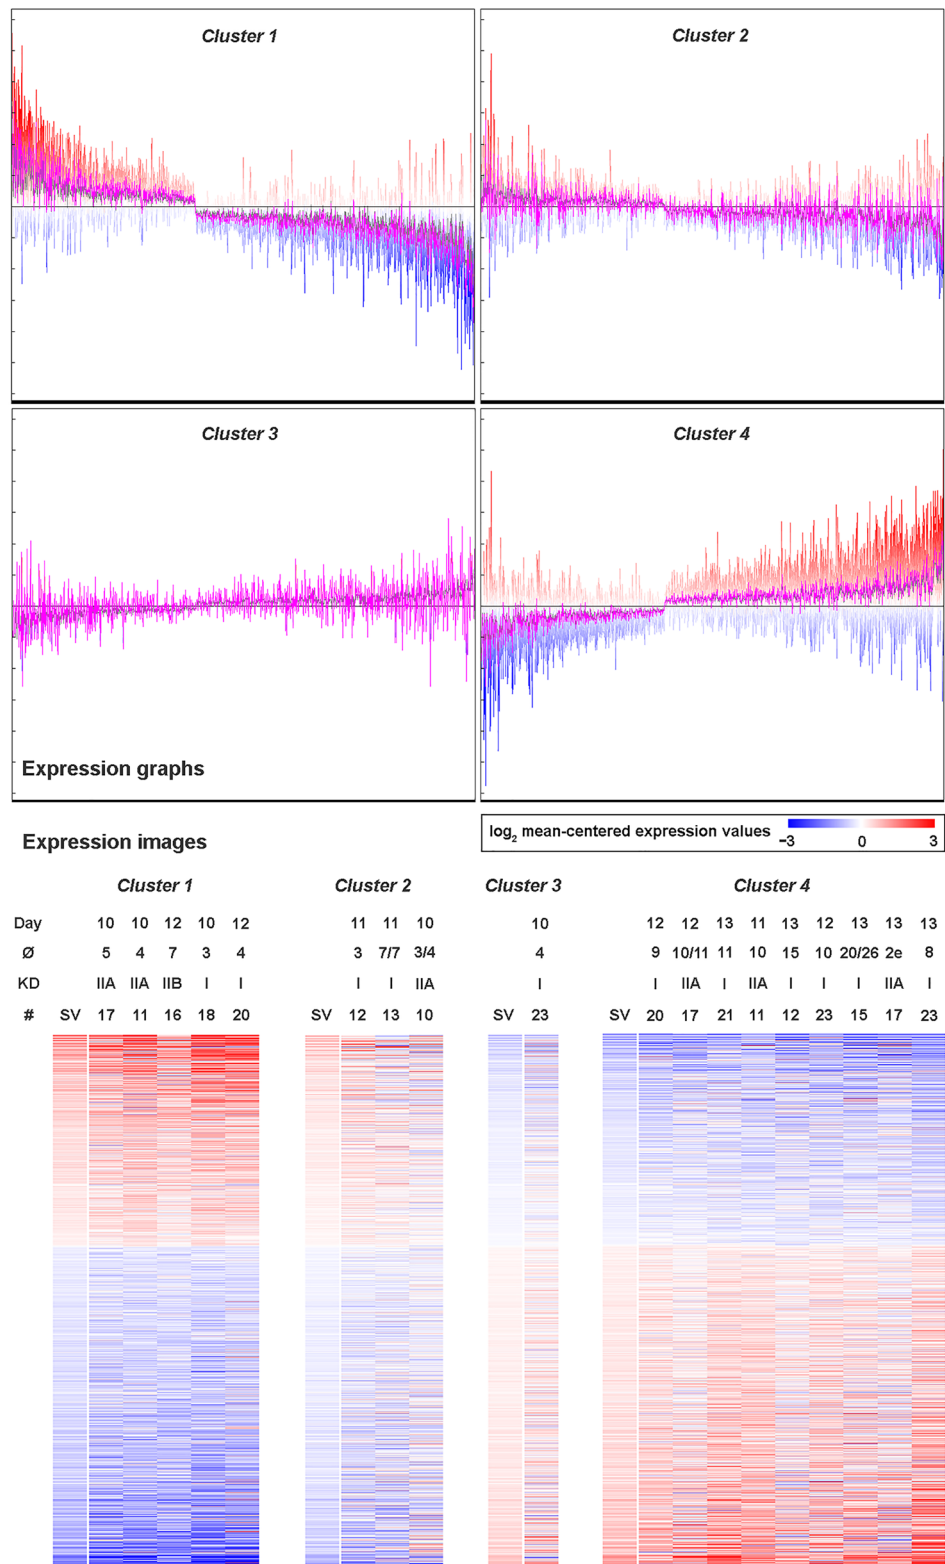 Cluster 1
Cluster 2
Cluster 3
Cluster 4
Expression graphs
Expression images
log2 mean-centered expression values
−3 0 3
Cluster 1 Cluster 2 Cluster 3 Cluster 4
Day 10 10 12 10 12 11 11 10 10 12 12 13 11 13 12 13 13 13
Ø 5 4 7 3 4 3 7/7 3/4 4 9 10/11 11 10 15 10 20/26 2e 8
KD IIA IIA IIB I I I I IIA I I IIA I IIA I I I IIA I
# SV 17 11 16 18 20 SV 12 13 10 SV 23 SV 20 17 21 11 12 23 15 17 23